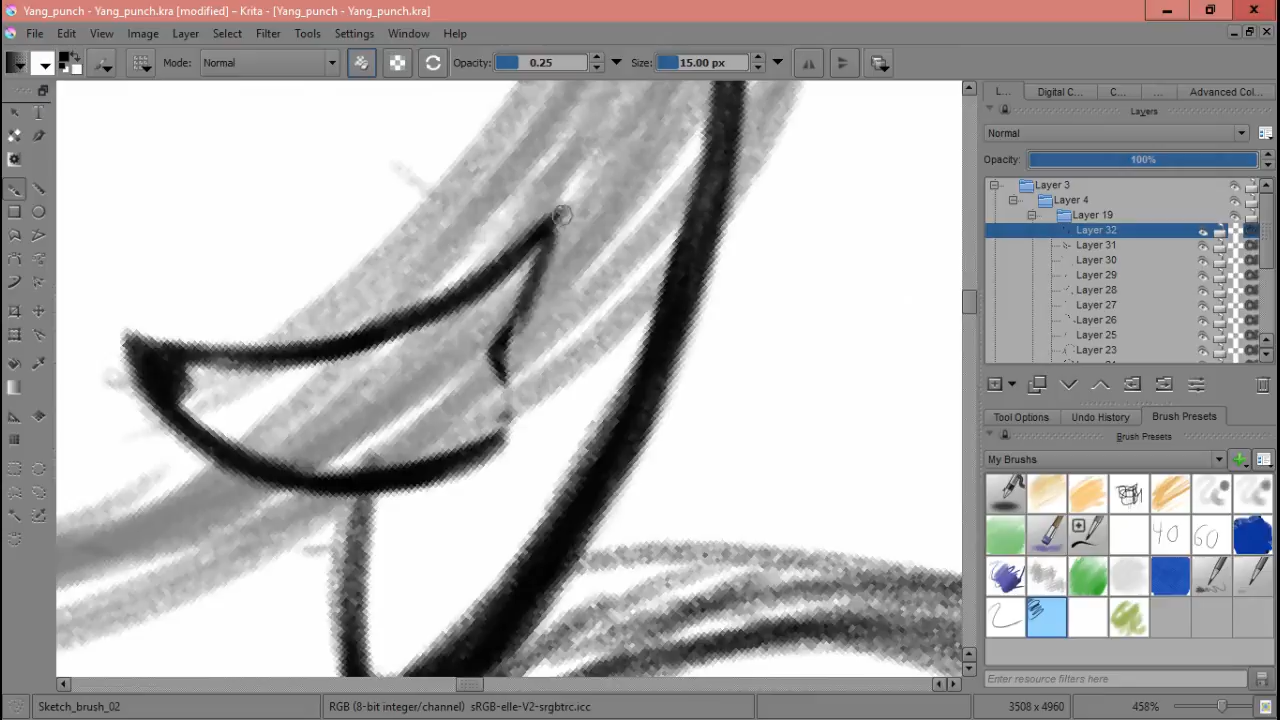 Yang_punch - Yang_punch.kra [modified] – Krita - [Yang_punch - Yang_punch.kra]
File Edit View Image Layer Select Filter Tools Settings Window Help
Mode: Normal Opacity: 0.25 Size: 15.00 px
L... Digital C... C... ... Advanced Col...
Layers
Normal
Opacity: 100%
Layer 3
Layer 4
Layer 19
Layer 32
Layer 31
Layer 30
Layer 29
Layer 28
Layer 27
Layer 26
Layer 25
Layer 23
Tool Options Undo History Brush Presets
Brush Presets
My Brushes
40 60
Enter resource filters here
Sketch_brush_02 RGB (8-bit integer/channel) sRGB-elle-V2-srgbtrc.icc 3508 x 4960 458%